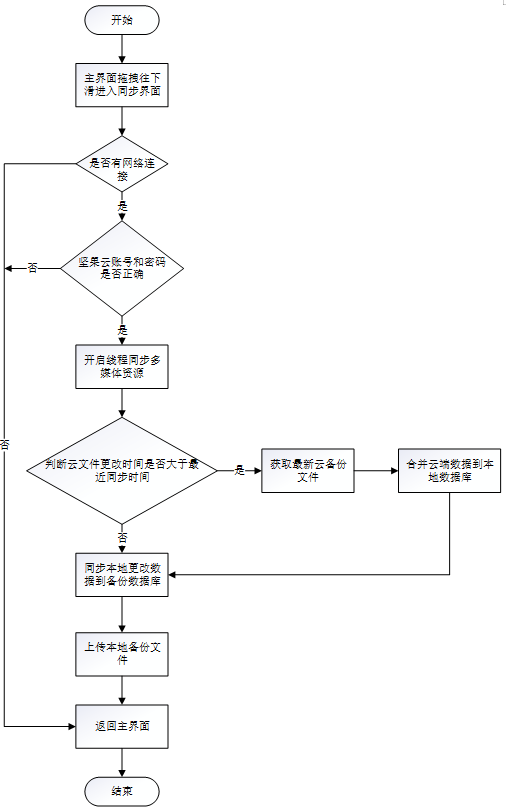 开始
主界面拖拽往下
滑进入同步界面
是否有网络连
接
是
坚果云账号和密码
是否正确
否
是
开启线程同步多
媒体资源
否
判断云文件更改时间是否大于最
近同步时间
是
获取最新云备份
文件
合并云端数据到本
地数据库
否
同步本地更改数
据到备份数据库
上传本地备份文
件
返回主界面
结束